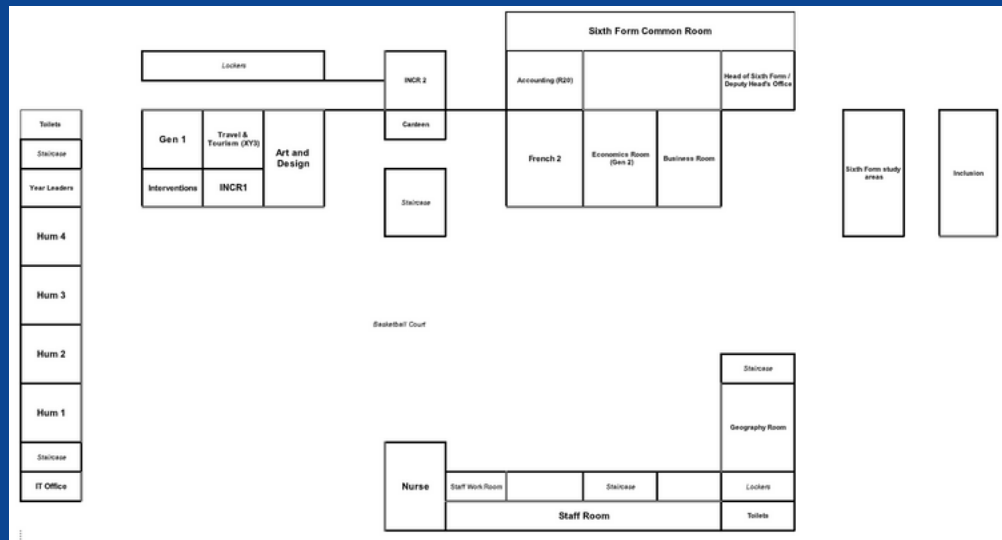 Sixth Form Common Room
Lockers
INCR 2
Accounting (R20)
Head of Sixth Form /
Deputy Head's Office
Toilets
Staircase
Year Leaders
Hum 4
Hum 3
Hum 2
Hum 1
Staircase
IT Office
Gen 1
Travel &
Tourism (XY3)
Art and
Design
Interventions
INCR1
Canteen
Staircase
French 2
Economics Room
(Gen 2)
Business Room
Sixth Form study
areas
Inclusion
Basketball Court
Staircase
Geography Room
Nurse
Staff Work Room
Staircase
Lockers
Staff Room
Toilets